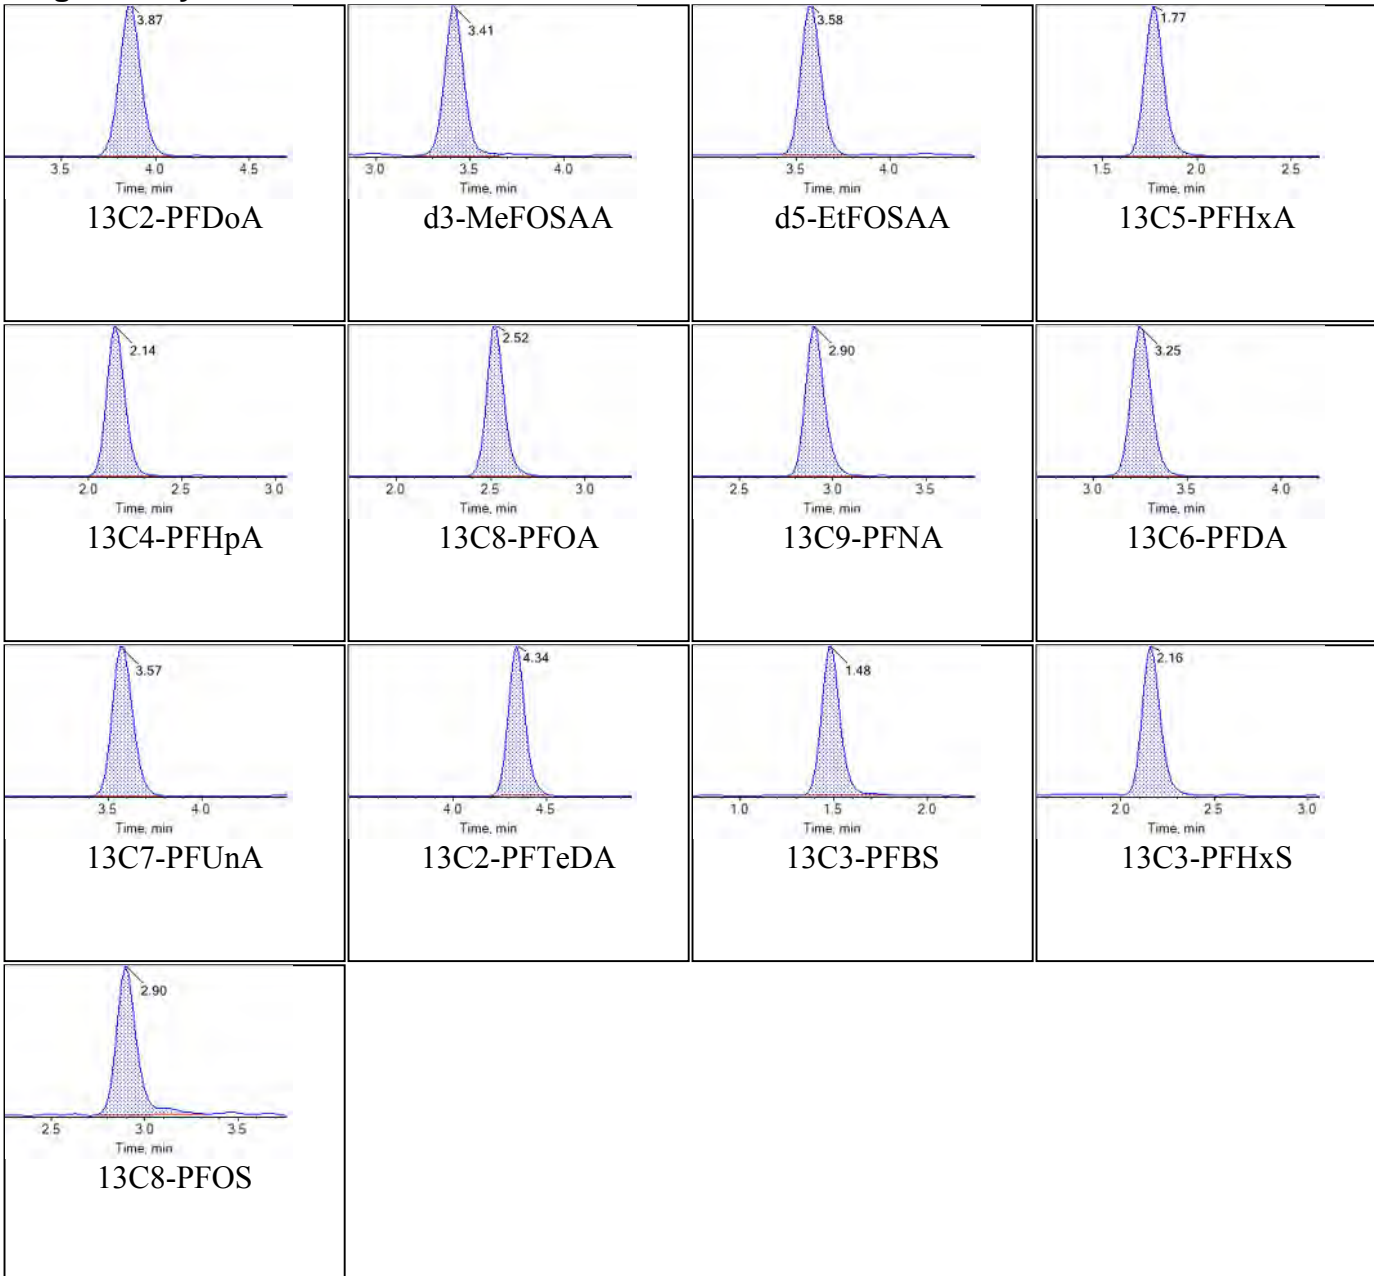 3.87
3.5 4.0 4.5
Time, min
13C2-PFDoA
3.41
3.0 3.5 4.0
Time, min
d3-MeFOSAA
3.58
3.5 4.0
Time, min
d5-EtFOSAA
1.77
1.5 2.0 2.5
Time, min
13C5-PFHxA
2.14
2.0 2.5 3.0
Time, min
13C4-PFHpA
2.52
2.0 2.5 3.0
Time, min
13C8-PFOA
2.90
2.5 3.0 3.5
Time, min
13C9-PFNA
3.25
3.0 3.5 4.0
Time, min
13C6-PFDA
3.57
3.5 4.0
Time, min
13C7-PFUnA
4.34
4.0 4.5
Time, min
13C2-PFTeDA
1.48
1.0 1.5 2.0
Time, min
13C3-PFBS
2.16
2.0 2.5 3.0
Time, min
13C3-PFHxS
2.90
2.5 3.0 3.5
Time, min
13C8-PFOS